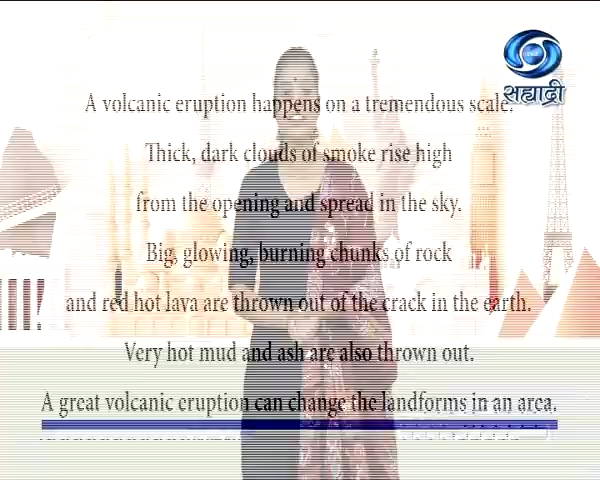 सह्याद्री
A volcanic eruption happens on a tremendous scale.
Thick, dark clouds of smoke rise high
from the opening and spread in the sky.
Big, glowing, burning chunks of rock
and red hot lava are thrown out of the crack in the earth.
Very hot mud and ash are also thrown out.
A great volcanic eruption can change the landforms in an area.